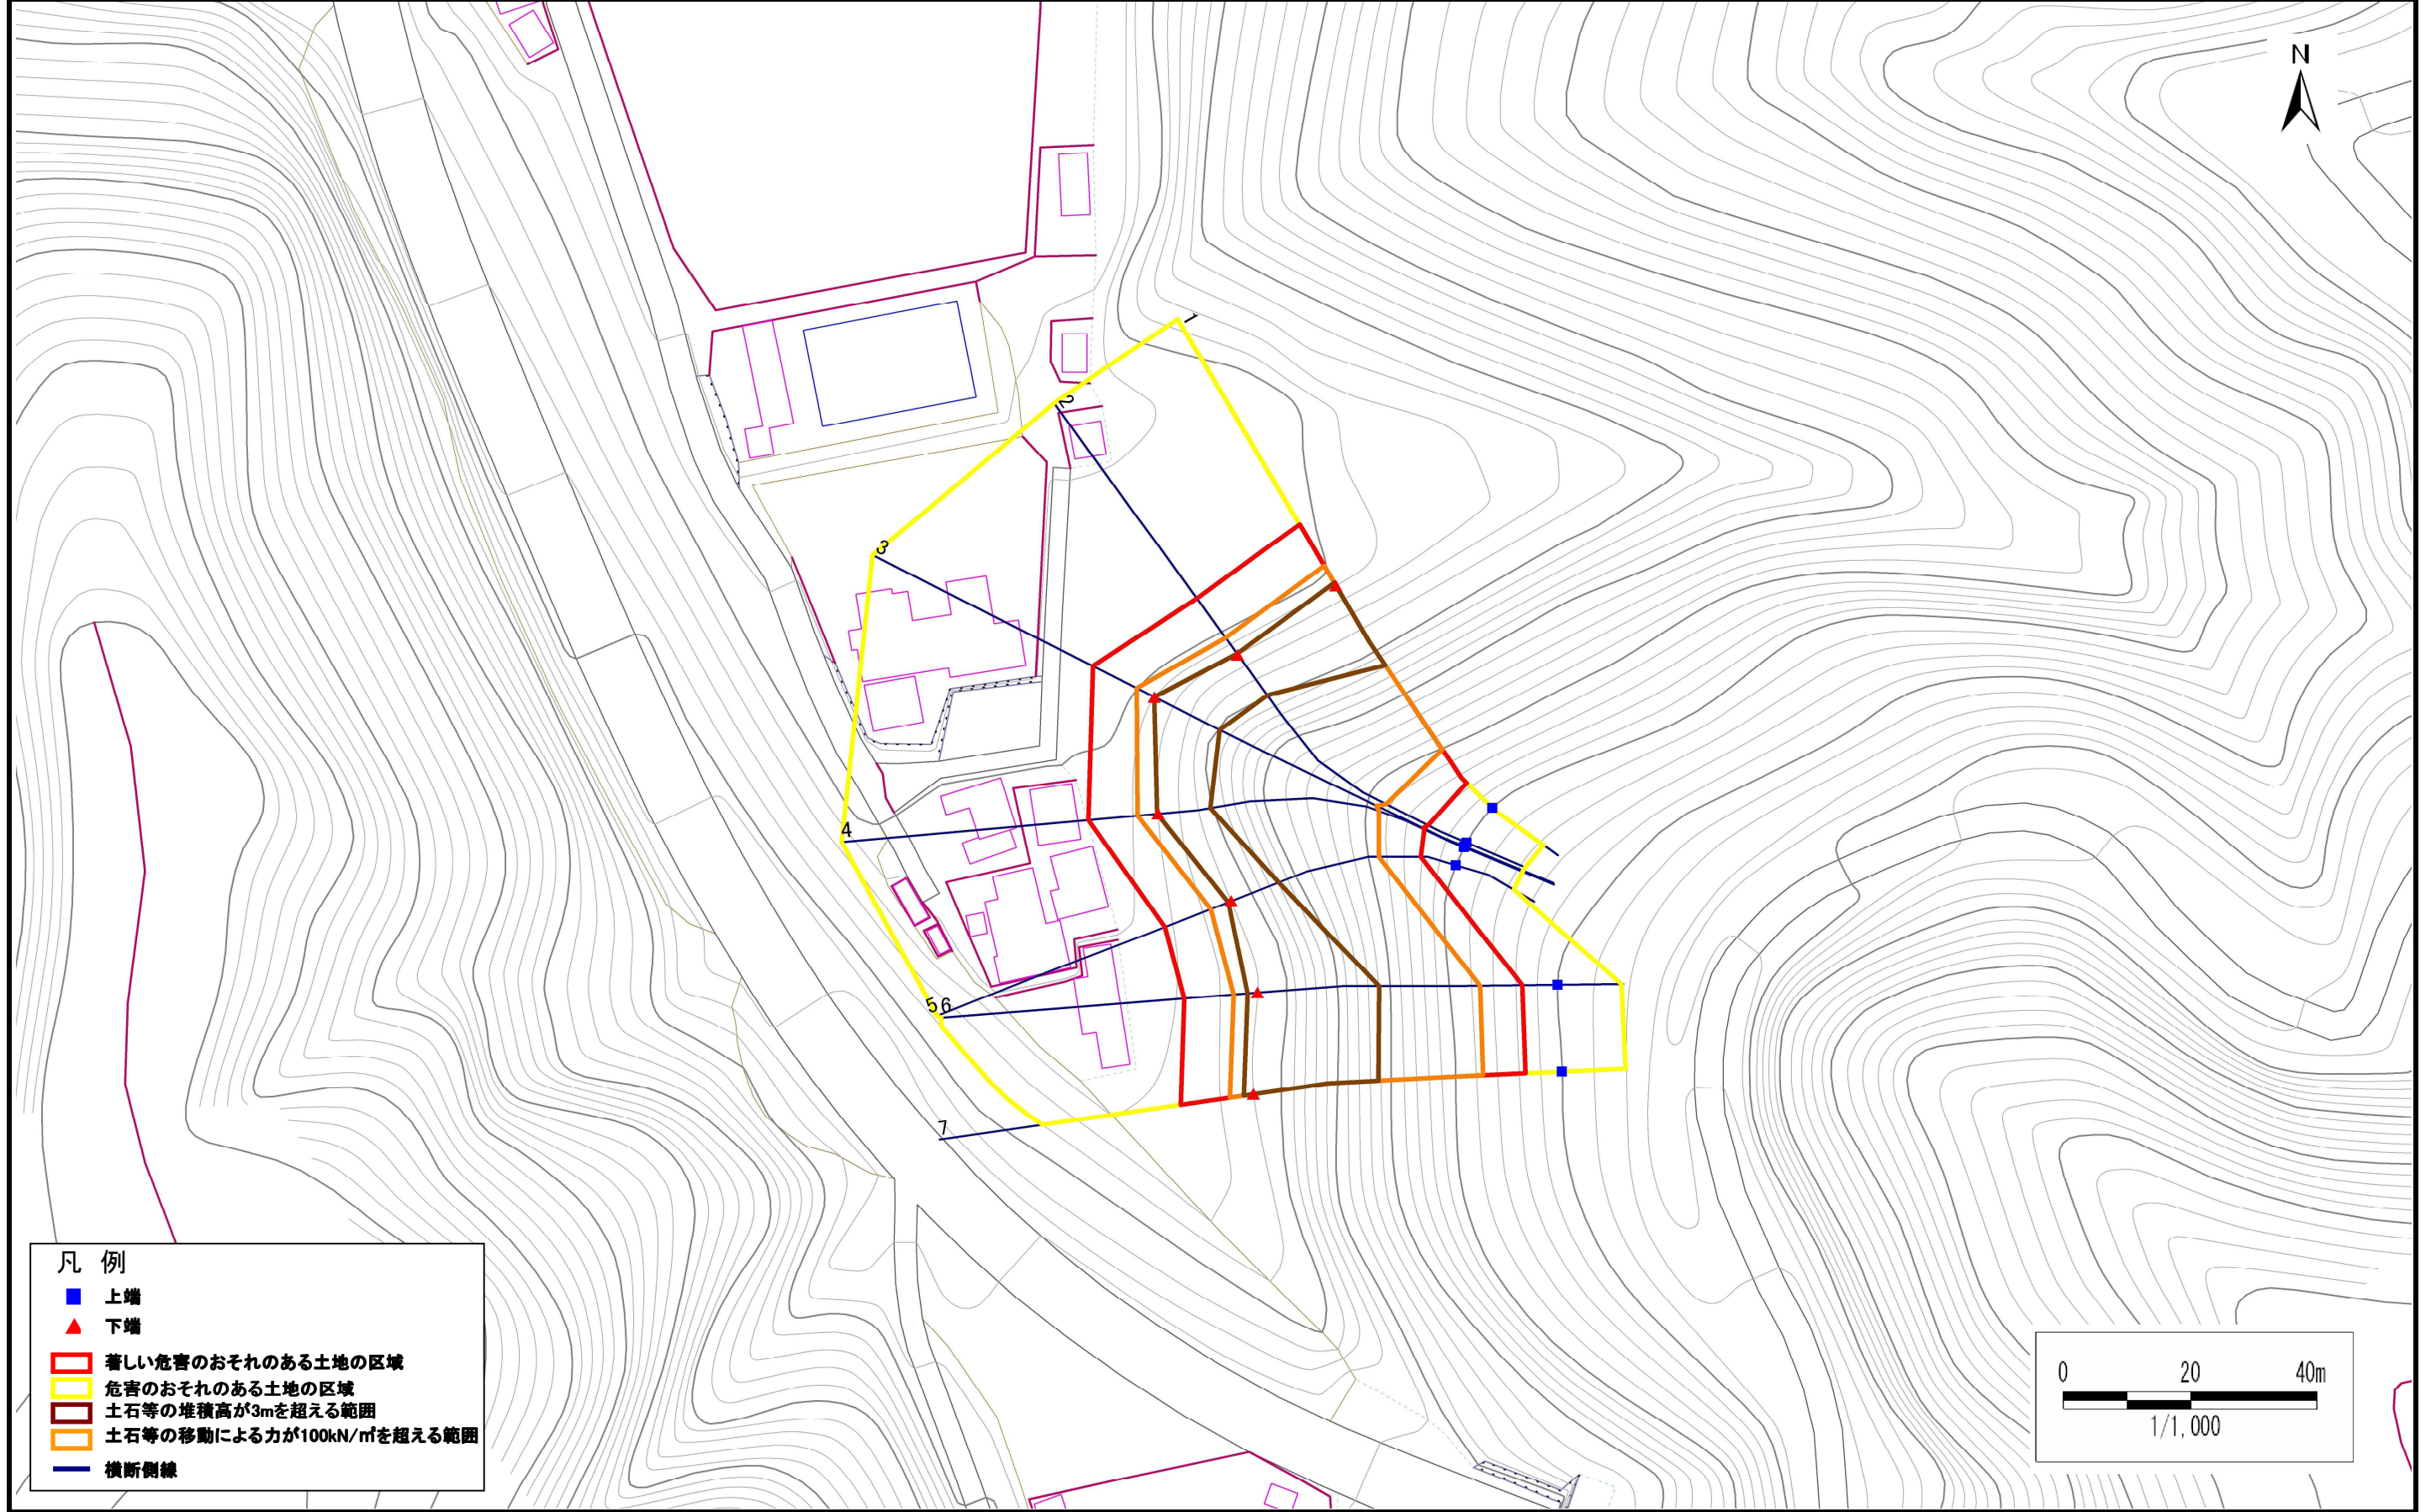 N
1
2
3
4
5 6
7
凡 例
上端
下端
著しい危害のおそれのある土地の区域
危害のおそれのある土地の区域
土石等の堆積高が3mを超える範囲
土石等の移動による力が100kN/㎡を超える範囲
横断側線
0 20 40m
1/1,000